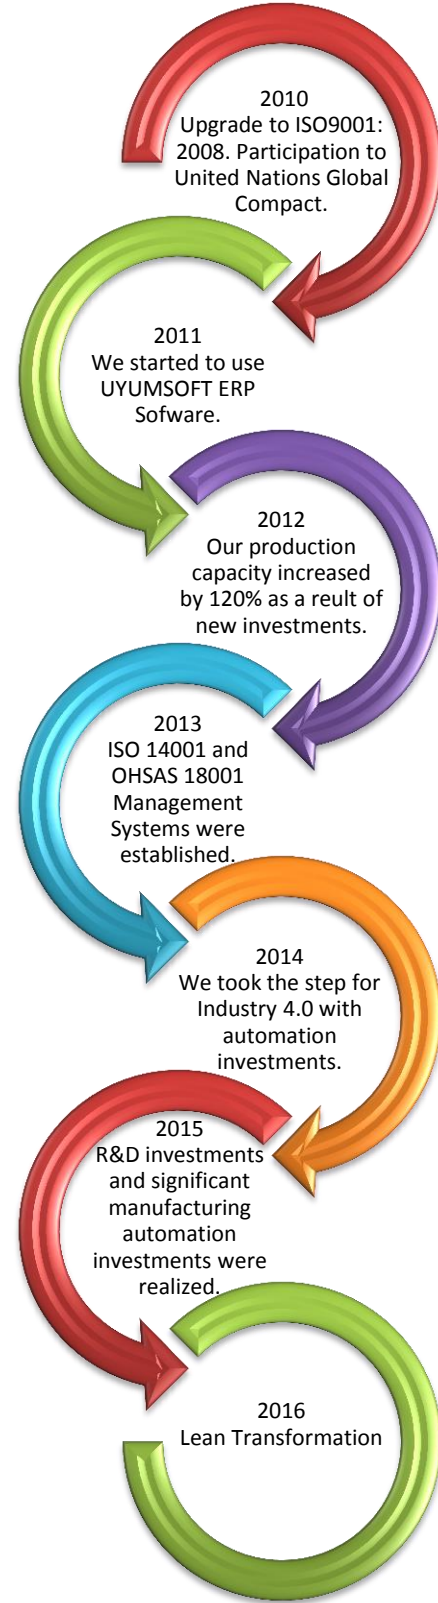 2010
Upgrade to ISO9001:
2008. Participation to
United Nations Global
Compact.
2011
We started to use
UYUMSOFT ERP
Sofware.
2012
Our production
capacity increased
by 120% as a reult of
new investments.
2013
ISO 14001 and
OHSAS 18001
Management
Systems were
established.
2014
We took the step for
Industry 4.0 with
automation
investments.
2015
R&D investments
and significant
manufacturing
automation
investments were
realized.
2016
Lean Transformation